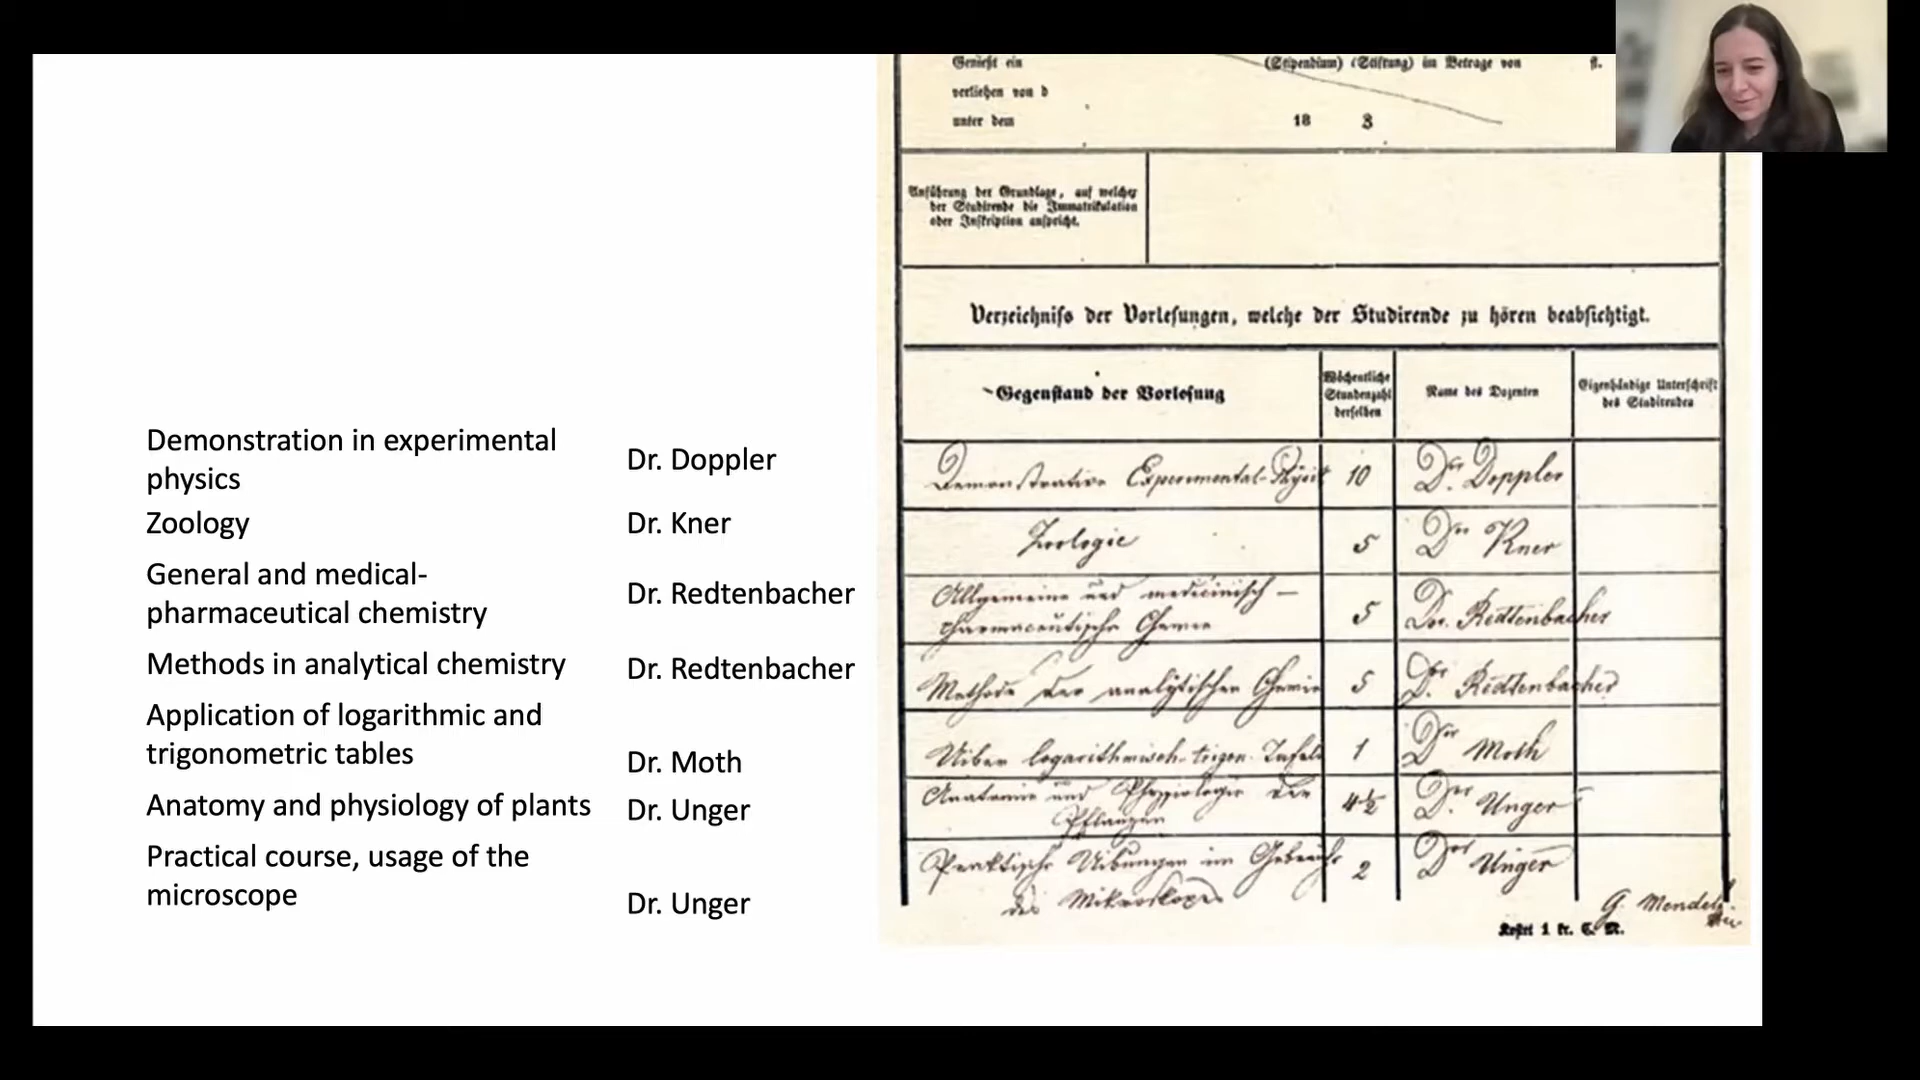 Demonstration in experimental
physics
Dr. Doppler
Zoology
Dr. Kner
General and medical-
pharmaceutical chemistry
Dr. Redtenbacher
Methods in analytical chemistry
Dr. Redtenbacher
Application of logarithmic and
trigonometric tables
Dr. Moth
Anatomy and physiology of plants
Dr. Unger
Practical course, usage of the
microscope
Dr. Unger
Genießt ein (Stipendium) (Stiftung) im Betrage von fl.
verliehen von d
unter dem 18 3
Anführung der Grundlage, auf welcher
der Studirende die Immatrikulation
oder Inskription anspricht.
Verzeichniss der Vorlesungen, welche der Studirende zu hören beabsichtigt.
Gegenstand der Vorlesung
Wöchentliche
Stundenzahl
derselben
Name des Dozenten
Eigenhändige Unterschrift
des Studirenden
Demonstrative Experimental-Physik 10 Dr. Doppler
Zoologie 5 Dr Kner
Allgemeine und medicinisch –
pharmaceutische Chemie 5 Dr. Redtenbacher
Methode der analytischen Chemie 5 Dr. Redtenbacher
Uiber logarithmisch-trigon. Tafeln 1 Dr Moth
Anatomie und Physiologie der
Pflanzen 4½ Dr. Unger
Praktische Uibungen im Gebrauche
des Mikroskopes 2 Dr Unger
G. Mendel
Kostet 1 kr. C. M.